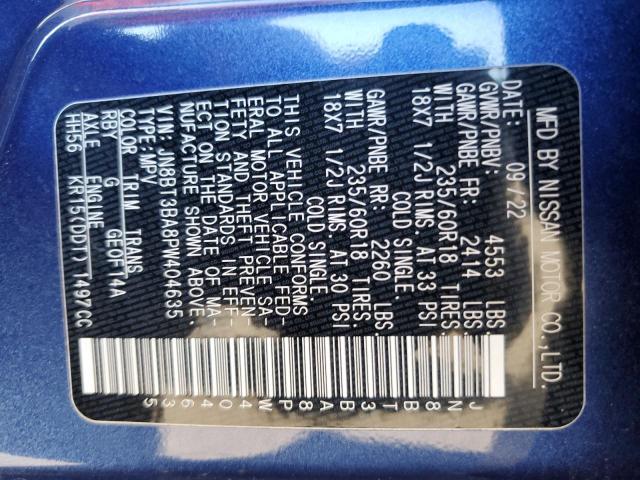 MFD BY NISSAN MOTOR CO.,LTD.
DATE: 09/22
GVWR/PNBV: 4553 LBS.
GAWR/PNBE FR: 2414 LBS.
WITH 235/60R18 TIRES,
18X7 1/2J RIMS, AT 33 PSI
COLD SINGLE.
GAWR/PNBE RR: 2260 LBS.
WITH 235/60R18 TIRES,
18X7 1/2J RIMS, AT 30 PSI
COLD SINGLE.
THIS VEHICLE CONFORMS
TO ALL APPLICABLE FED-
ERAL MOTOR VEHICLE SA-
FETY AND THEFT PREVEN-
TION STANDARDS IN EFF-
ECT ON THE DATE OF MA-
NUFACTURE SHOWN ABOVE.
VIN: JN8BT3BA8PW404635
TYPE: MPV
COLOR TRIM TRANS
RBY G GE0F14A
AXLE ENGINE
HH56 KR15(DDT) 1497CC
JN8BT3BA8PW404635